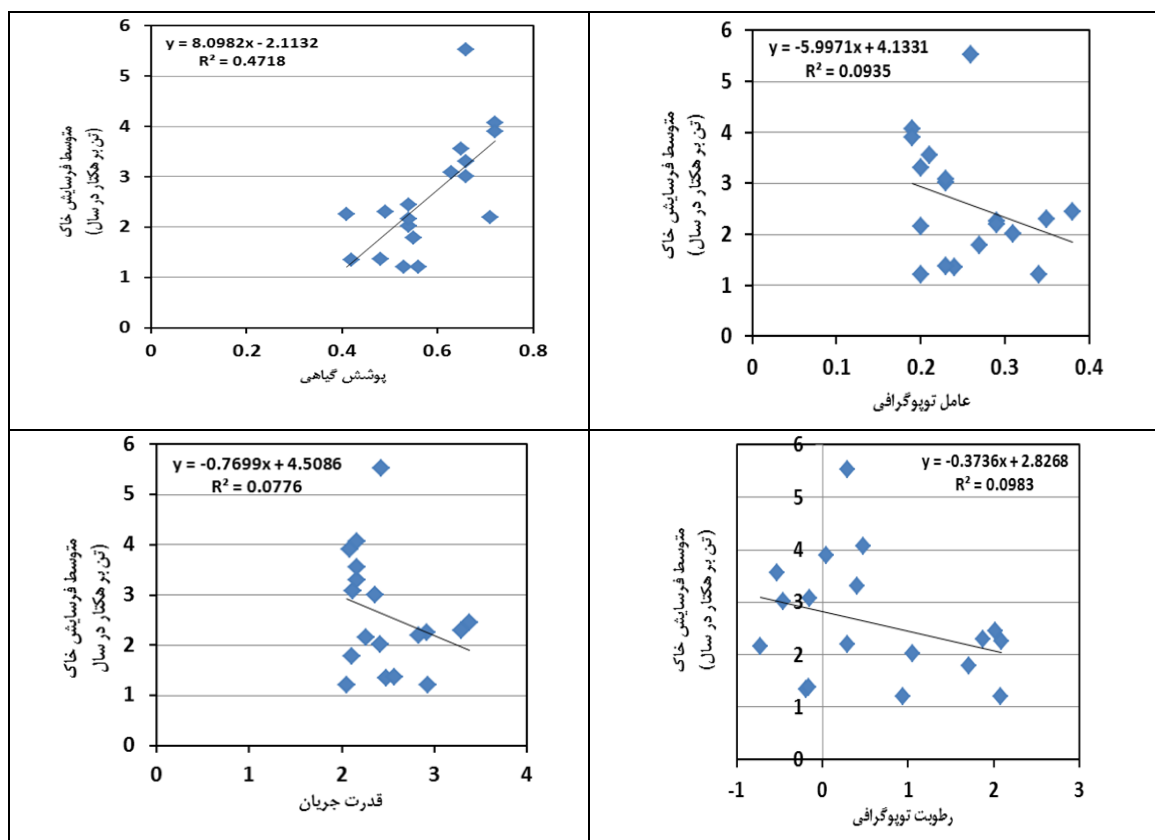 y = 8.0982x - 2.1132
R² = 0.4718
6
5
4
3
2
1
0
متوسط فرسایش خاک
(تن بر هکتار در سال)
0
0.2
0.4
0.6
0.8
پوشش گیاهی
y = -5.9971x + 4.1331
R² = 0.0935
6
5
4
3
2
1
0
متوسط فرسایش خاک
(تن بر هکتار در سال)
0
0.1
0.2
0.3
0.4
عامل توپوگرافی
y = -0.7699x + 4.5086
R² = 0.0776
6
5
4
3
2
1
0
متوسط فرسایش خاک
(تن بر هکتار در سال
0
1
2
3
4
قدرت جریان
y = -0.3736x + 2.8268
R² = 0.0983
6
5
4
3
2
1
0
متوسط فرسایش خاک
(تن بر هکتار در سال)
-1
0
1
2
3
رطوبت توپوگرافی